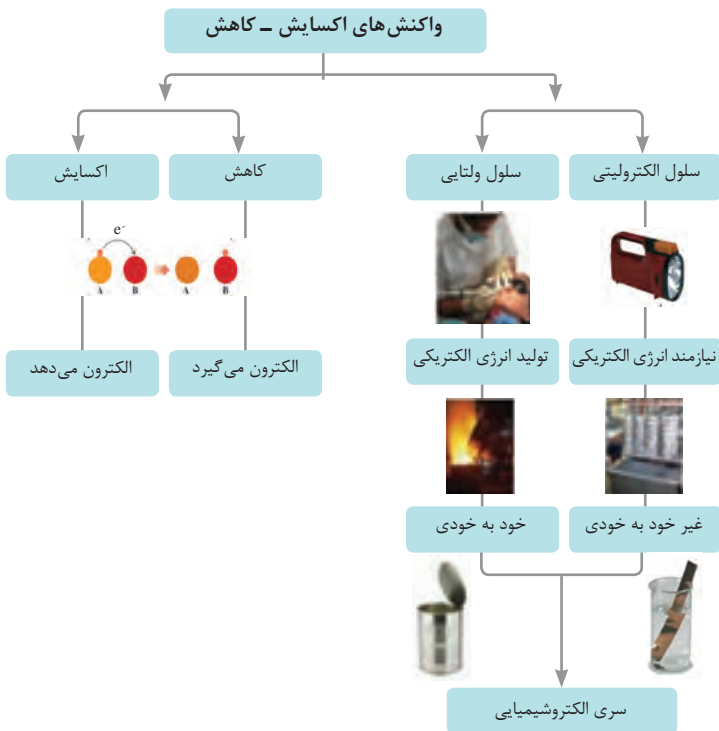 واکنش‌های اکسایش ــ کاهش
سلول الکترولیتی
سلول ولتایی
کاهش
اکسایش
e-
A B A B
نیازمند انرژی الکتریکی
تولید انرژی الکتریکی
الکترون می‌گیرد
الکترون می‌دهد
غیر خود به خودی
خود به خودی
سری الکتروشیمیایی